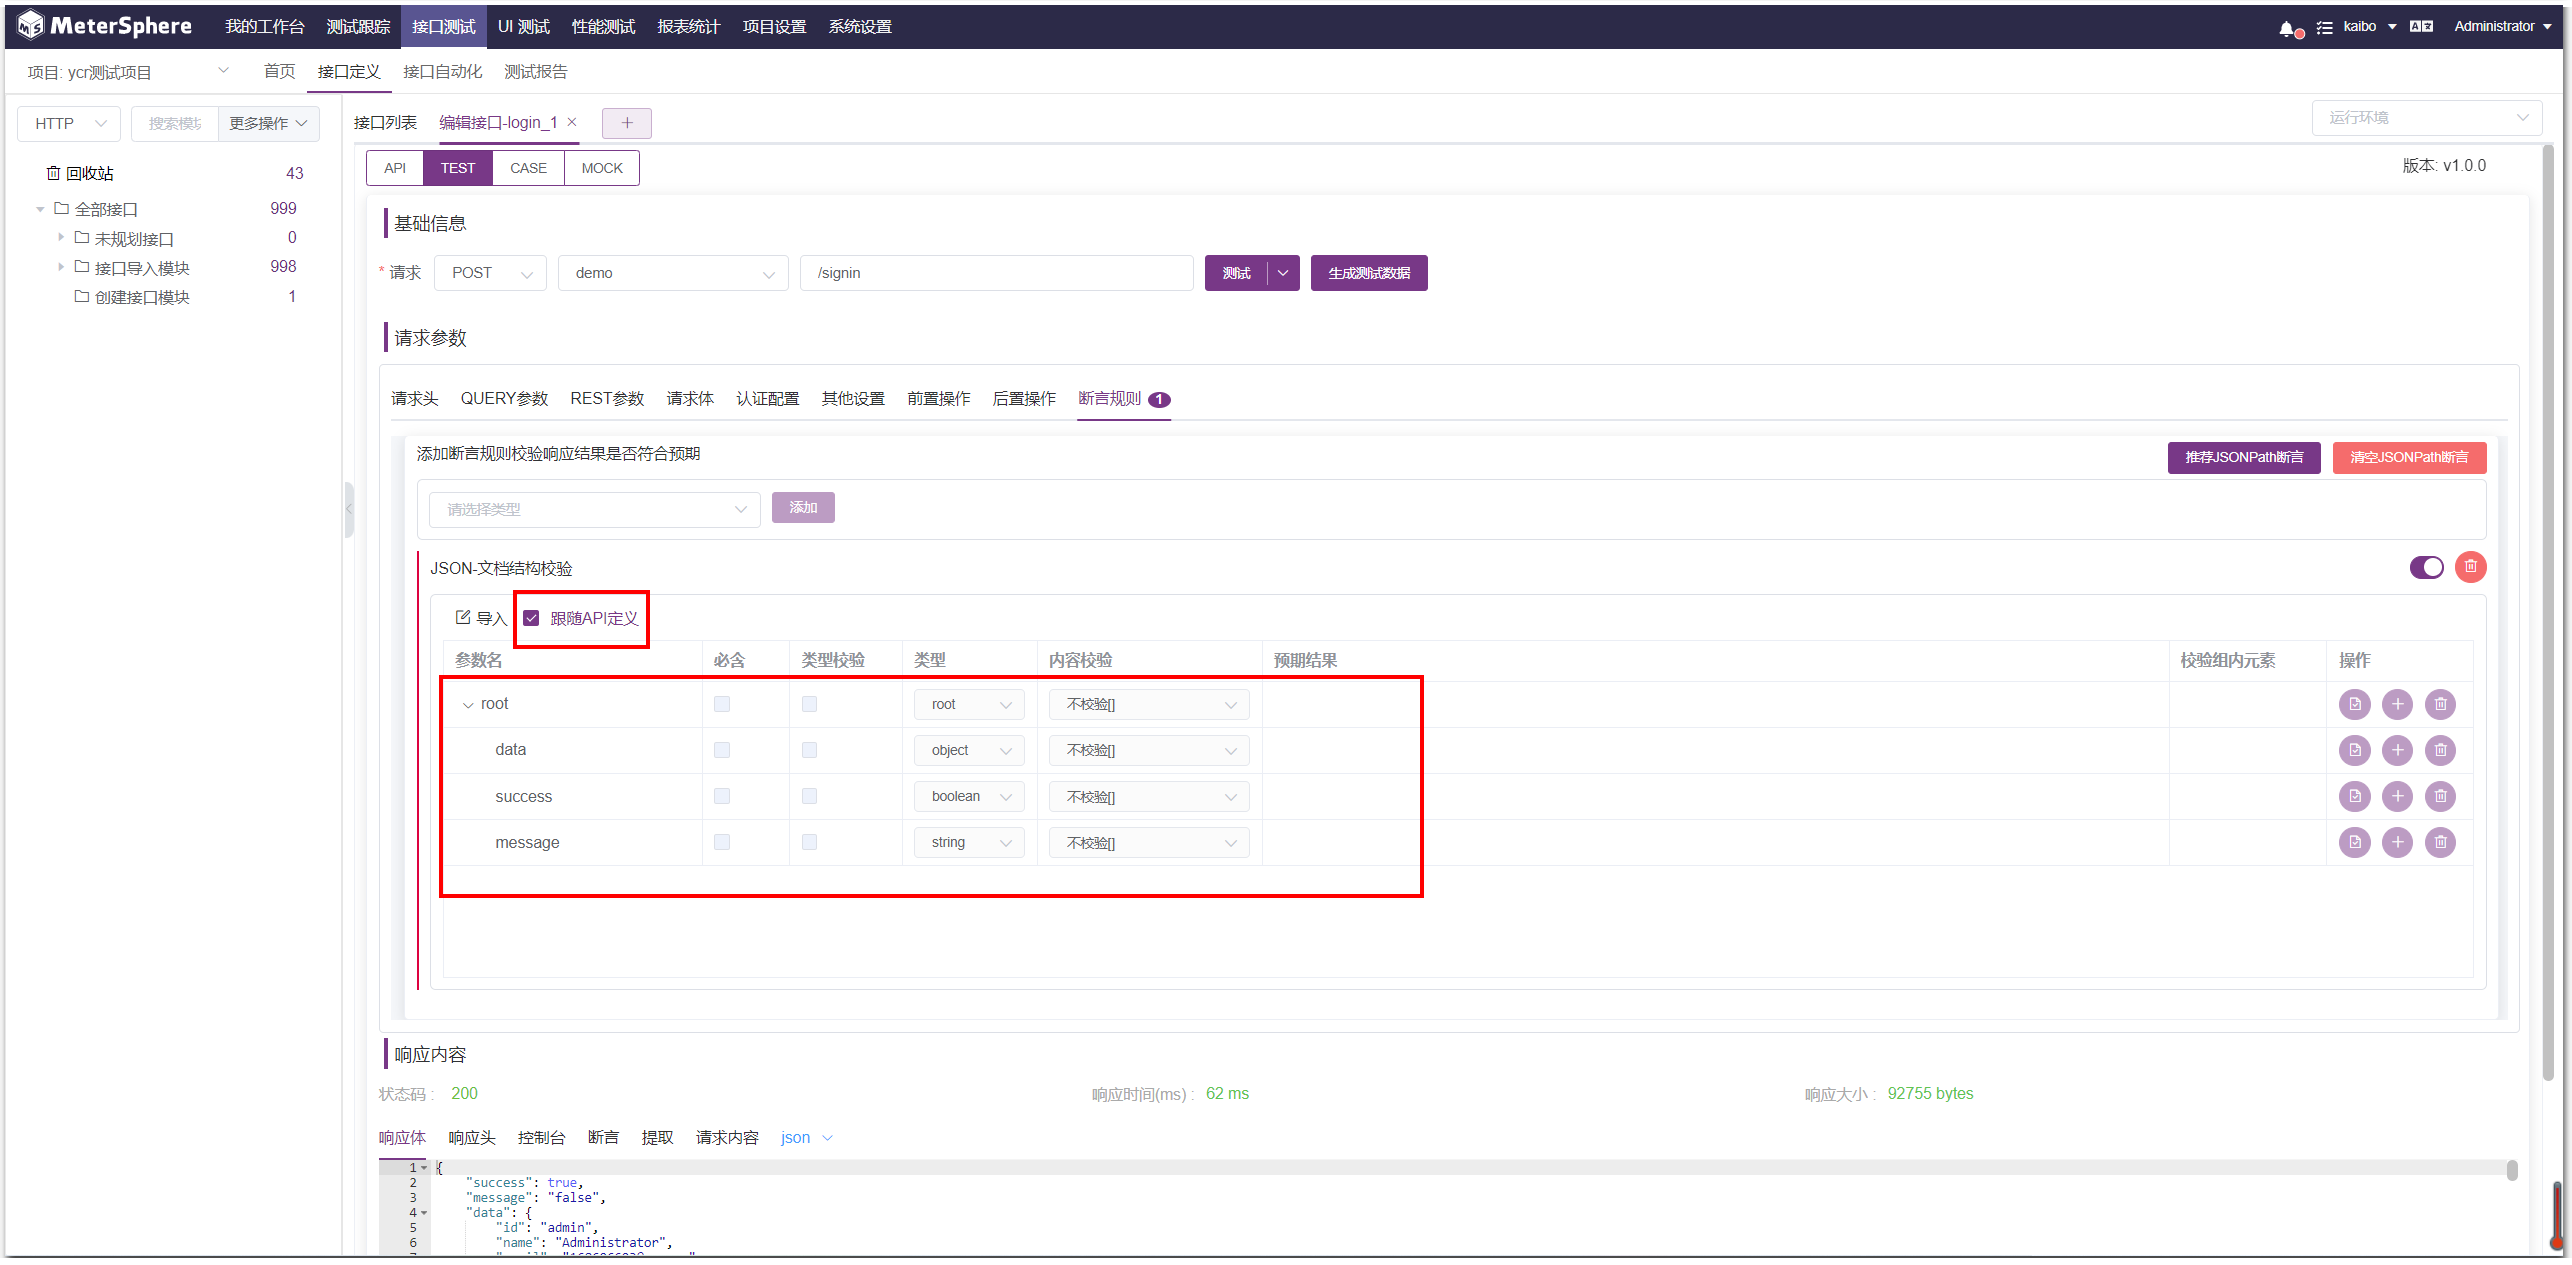 MeterSphere 我的工作台 测试跟踪 接口测试 UI 测试 性能测试 报表统计 项目设置 系统设置 kaibo Administrator
项目: ycr测试项目 首页 接口定义 接口自动化 测试报告
HTTP 搜索模块 更多操作 接口列表 编辑接口-login_1 运行环境
回收站 43
API TEST CASE MOCK 版本: v1.0.0
全部接口 999
未规划接口 0
接口导入模块 998
创建接口模块 1
基础信息
* 请求 POST demo /signin 测试 生成测试数据
请求参数
请求头 QUERY参数 REST参数 请求体 认证配置 其他设置 前置操作 后置操作 断言规则 1
添加断言规则校验响应结果是否符合预期 推荐JSONPath断言 清空JSONPath断言
请选择类型 添加
JSON-文档结构校验
导入 跟随API定义
参数名 必含 类型校验 类型 内容校验 预期结果 校验组内元素 操作
root root 不校验[]
data object 不校验[]
success boolean 不校验[]
message string 不校验[]
响应内容
状态码 : 200 响应时间(ms) : 62 ms 响应大小 : 92755 bytes
响应体 响应头 控制台 断言 提取 请求内容 json
1 {
2 "success": true,
3 "message": "false",
4 "data": {
5 "id": "admin",
6 "name": "Administrator",